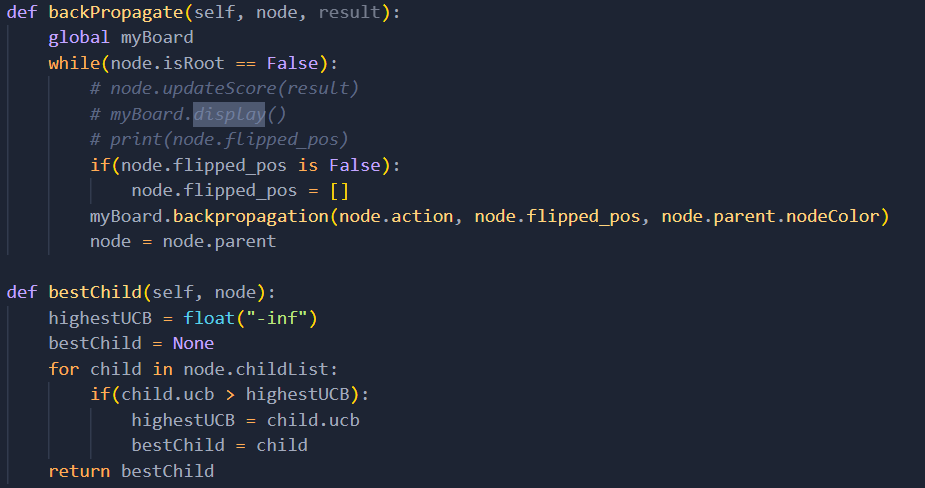 def backPropagate(self, node, result):
    global myBoard
    while(node.isRoot == False):
        # node.updateScore(result)
        # myBoard.display()
        # print(node.flipped_pos)
        if(node.flipped_pos is False):
            node.flipped_pos = []
        myBoard.backpropagation(node.action, node.flipped_pos, node.parent.nodeColor)
        node = node.parent

def bestChild(self, node):
    highestUCB = float("-inf")
    bestChild = None
    for child in node.childList:
        if(child.ucb > highestUCB):
            highestUCB = child.ucb
            bestChild = child
    return bestChild